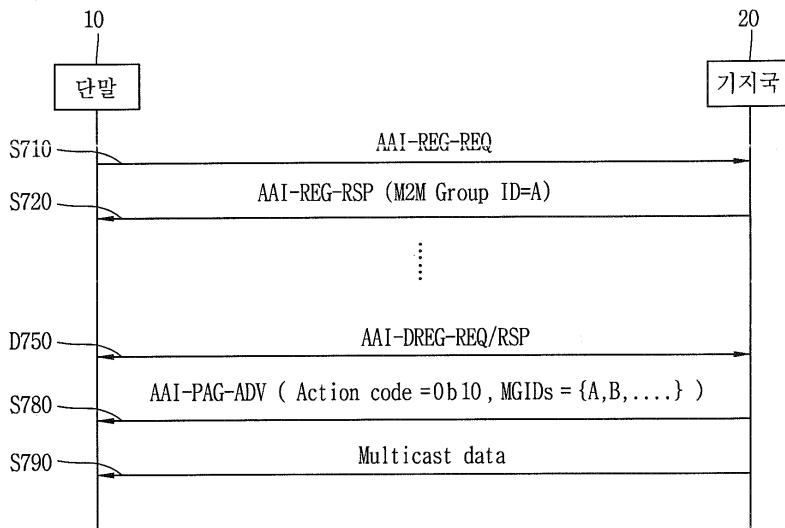 10
20
단말
기지국
S710
AAI-REG-REQ
S720
AAI-REG-RSP (M2M Group ID=A)
D750
AAI-DREG-REQ/RSP
S780
AAI-PAG-ADV ( Action code =0b10, MGIDs = {A,B,....} )
S790
Multicast data